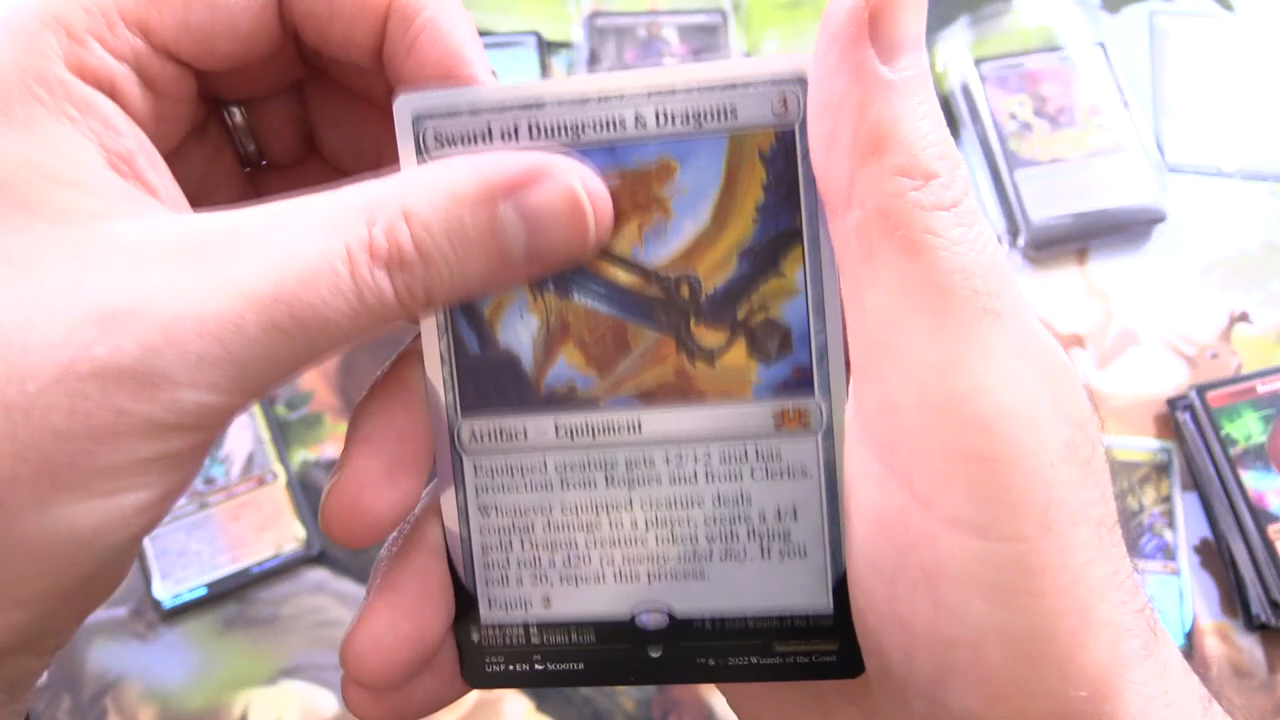 Sword of Dungeons & Dragons 3
Artifact Equipment
Equipped creature gets +2/+2 and has
protection from Rogues and from Clerics.
Whenever equipped creature deals
combat damage to a player, create a 4/4
gold Dragon creature token with flying
and roll a d20 (a twenty-sided die). If you
roll a 20, repeat this process.
Equip
260 M
UNF★EN SCOOTER
™ & © 2022 Wizards of the Coast